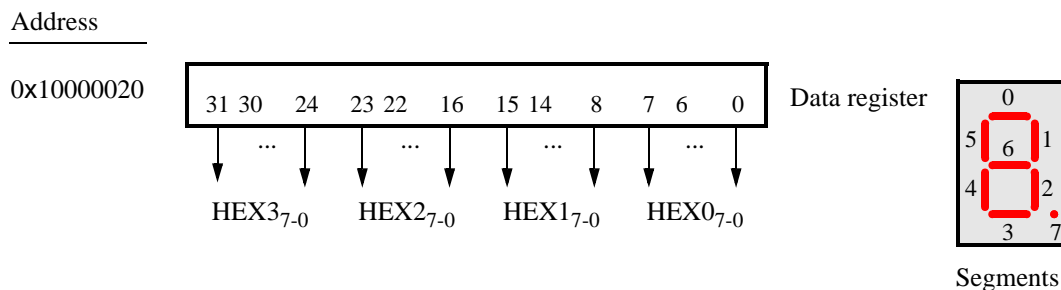 Address
0x10000020
31 30 24 23 22 16 15 14 8 7 6 0
Data register
... ... ... ...
HEX3₇₋₀ HEX2₇₋₀ HEX1₇₋₀ HEX0₇₋₀
0
5 6 1
4 2
3 7
Segments